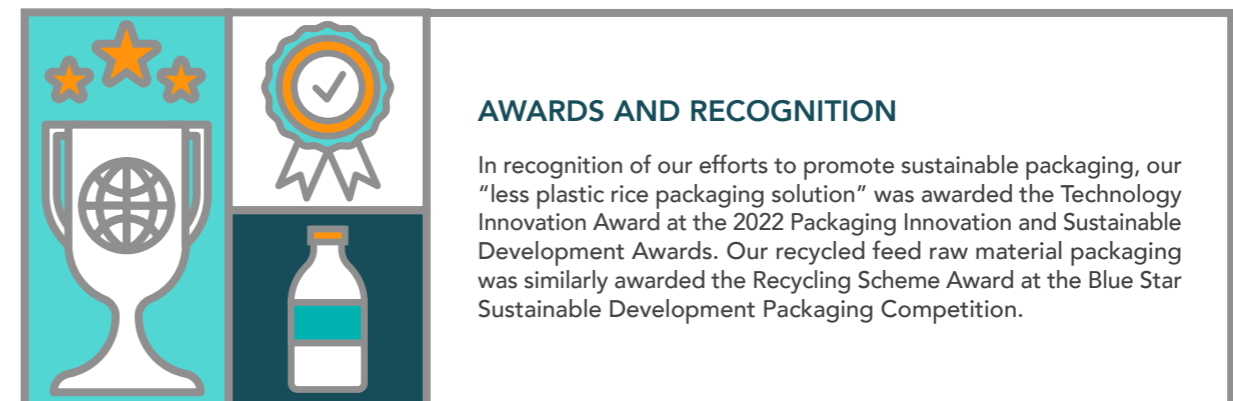 AWARDS AND RECOGNITION
In recognition of our efforts to promote sustainable packaging, our
“less plastic rice packaging solution” was awarded the Technology
Innovation Award at the 2022 Packaging Innovation and Sustainable
Development Awards. Our recycled feed raw material packaging
was similarly awarded the Recycling Scheme Award at the Blue Star
Sustainable Development Packaging Competition.